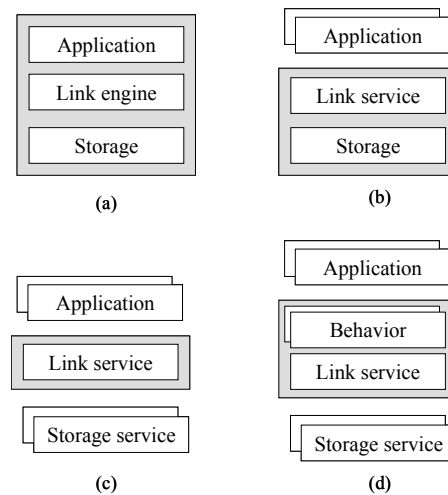 Application
Link engine
Storage
(a)
Application
Link service
Storage
(b)
Application
Link service
Storage service
(c)
Application
Behavior
Link service
Storage service
(d)